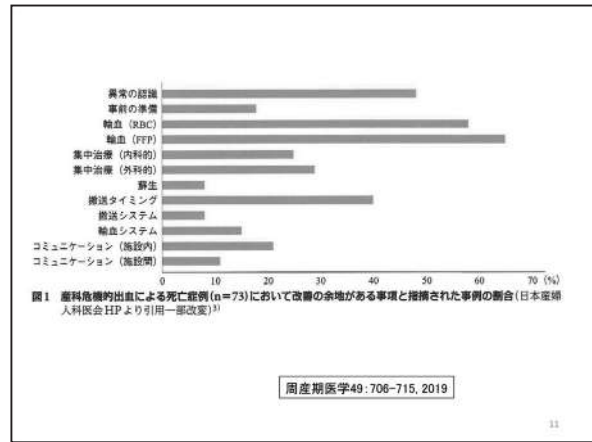 異常の認識
事前の準備
輸血（RBC）
輸血（FFP）
集中治療（内科的）
集中治療（外科的）
蘇生
搬送タイミング
搬送システム
輸血システム
コミュニケーション（施設内）
コミュニケーション（施設間）
0 10 20 30 40 50 60 70 (%)
図1 産科危機的出血による死亡症例(n=73)において改善の余地がある事項と指摘された事例の割合(日本産婦
人科医会HPより引用一部改変)3)
周産期医学49:706-715, 2019
11